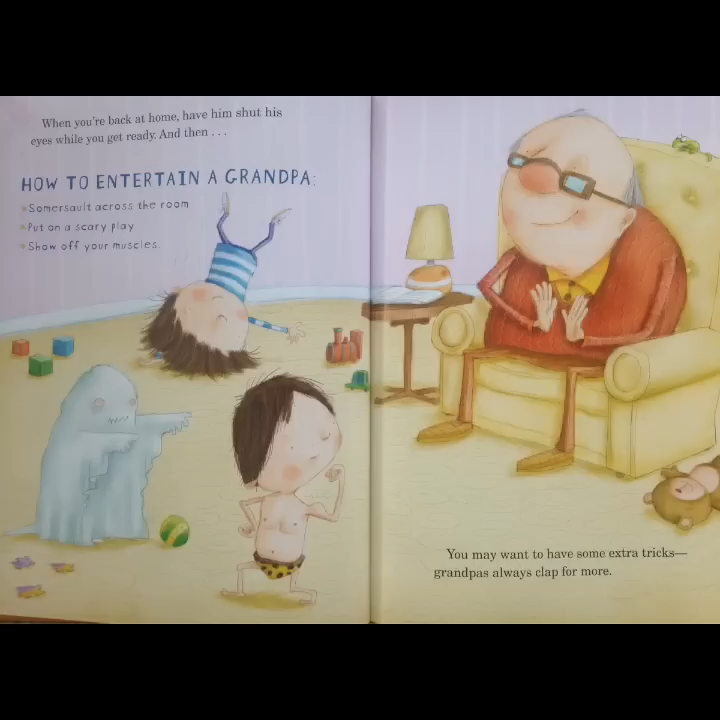 When you're back at home, have him shut his
eyes while you get ready. And then . . .
HOW TO ENTERTAIN A GRANDPA:
Somersault across the room
Put on a scary play
Show off your muscles.
You may want to have some extra tricks—
grandpas always clap for more.